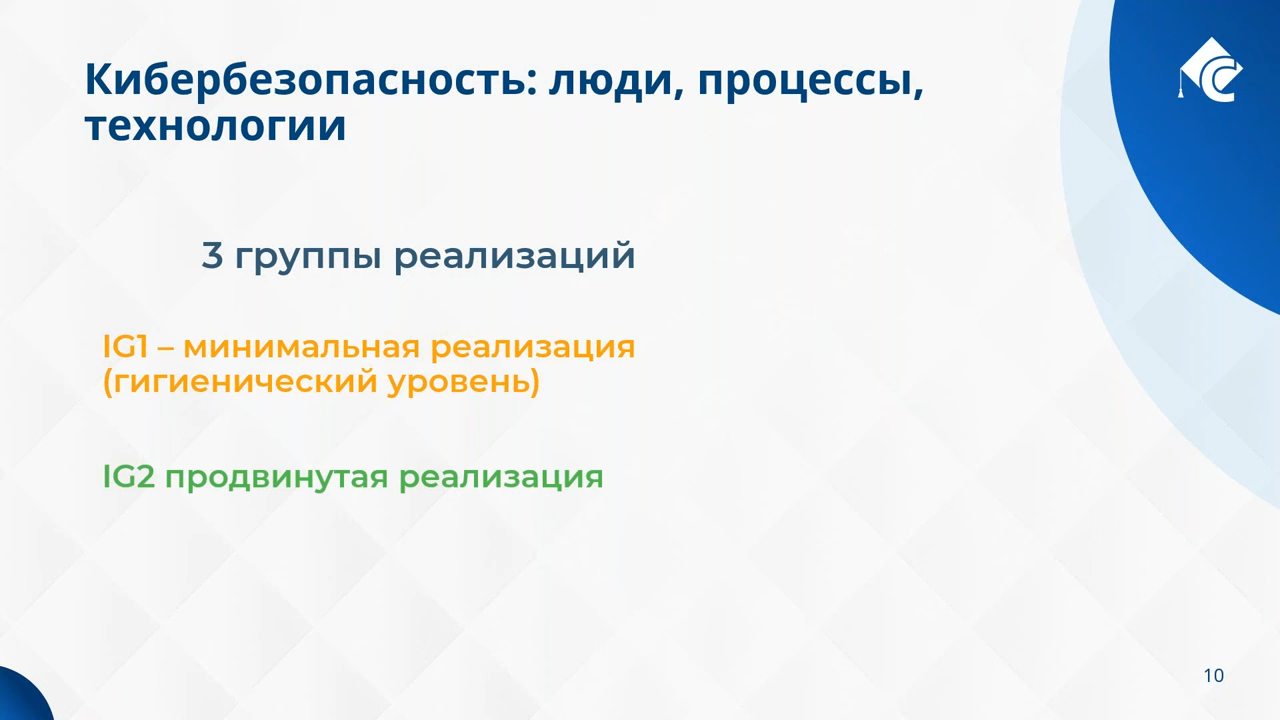 Кибербезопасность: люди, процессы,
технологии
3 группы реализаций
IG1 – минимальная реализация
(гигиенический уровень)
IG2 продвинутая реализация
10